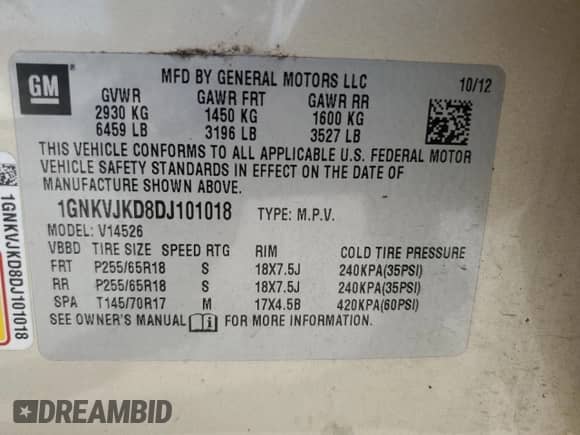 GM
MFD BY GENERAL MOTORS LLC
10/12
GVWR GAWR FRT GAWR RR
2930 KG 1450 KG 1600 KG
6459 LB 3196 LB 3527 LB
THIS VEHICLE CONFORMS TO ALL APPLICABLE U.S. FEDERAL MOTOR
VEHICLE SAFETY STANDARDS IN EFFECT ON THE DATE OF
MANUFACTURE SHOWN ABOVE.
1GNKVJKD8DJ101018 TYPE: M.P.V.
MODEL: V14526
VBBD TIRE SIZE SPEED RTG RIM COLD TIRE PRESSURE
FRT P255/65R18 S 18X7.5J 240KPA(35PSI)
RR P255/65R18 S 18X7.5J 240KPA(35PSI)
SPA T145/70R17 M 17X4.5B 420KPA(60PSI)
SEE OWNER'S MANUAL FOR MORE INFORMATION.
1GNKVJKD8DJ101018
DREAMBID